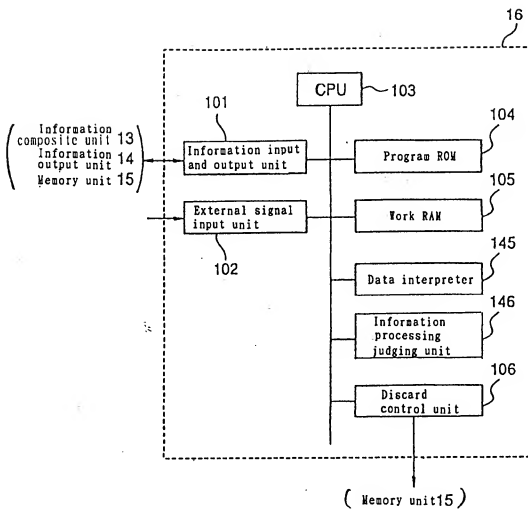 16
CPU
103
101
104
Information
composite unit 13
Information
output unit 14
Memory unit 15
Information input
and output unit
Program ROM
105
External signal
input unit
Work RAM
102
145
Data interpreter
146
Information
processing
judging unit
106
Discard
control unit
( Memory unit 15 )